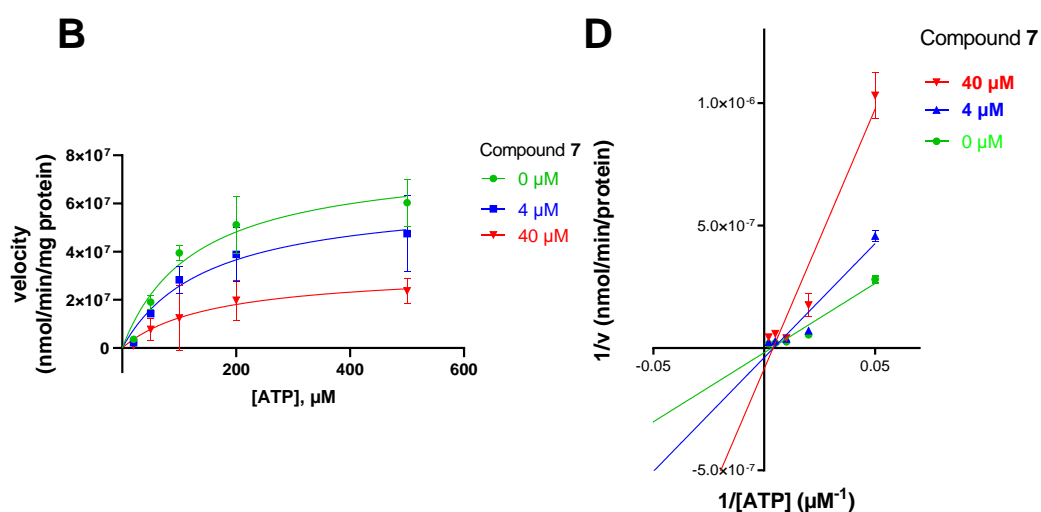 B
velocity
(nmol/min/mg protein)
8×10⁷
6×10⁷
4×10⁷
2×10⁷
0
200
400
600
[ATP], µM
Compound 7
0 µM
4 µM
40 µM
D
1/v (nmol/min/protein)
1.0×10⁻⁶
5.0×10⁻⁷
-5.0×10⁻⁷
-0.05
0.05
1/[ATP] (µM⁻¹)
Compound 7
40 µM
4 µM
0 µM